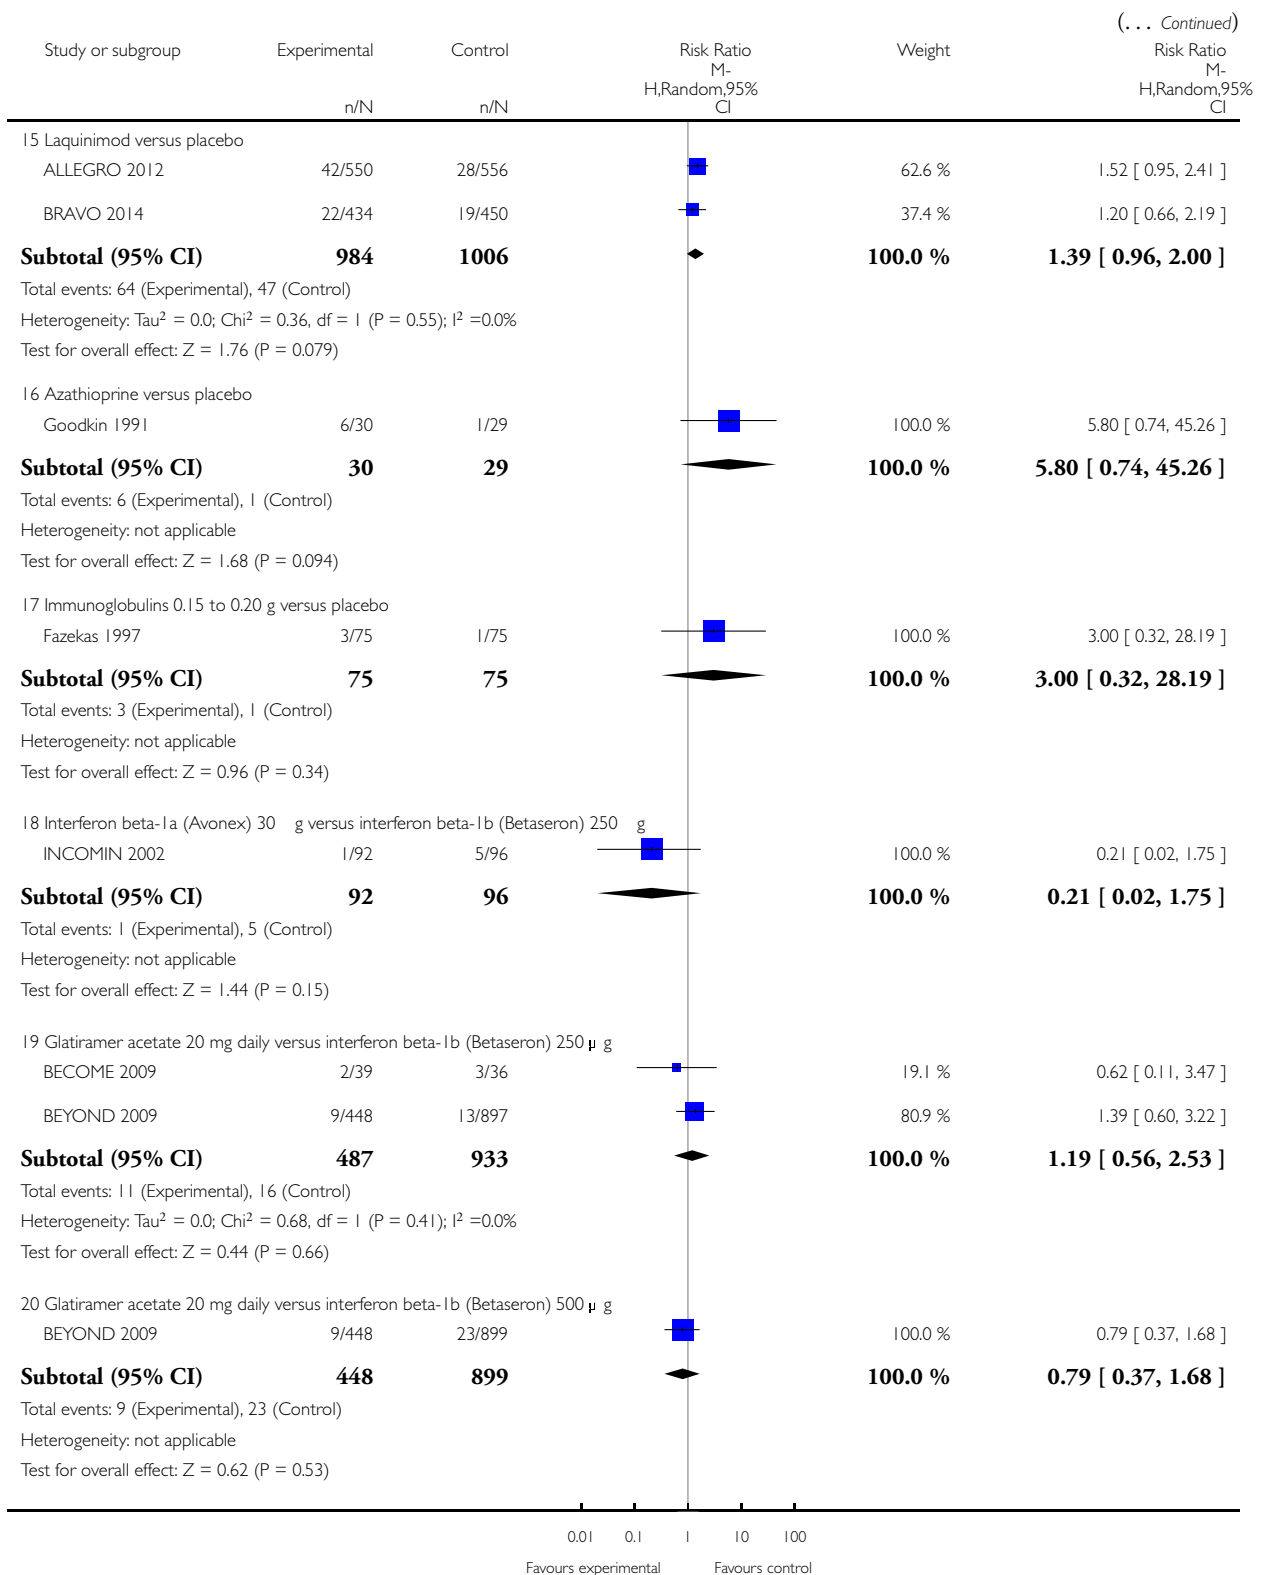 (... Continued)
Study or subgroup Experimental Control Risk Ratio Weight Risk Ratio
M- M-
H,Random,95% H,Random,95%
n/N n/N CI CI
15 Laquinimod versus placebo
ALLEGRO 2012 42/550 28/556 62.6 % 1.52 [ 0.95, 2.41 ]
BRAVO 2014 22/434 19/450 37.4 % 1.20 [ 0.66, 2.19 ]
Subtotal (95% CI) 984 1006 100.0 % 1.39 [ 0.96, 2.00 ]
Total events: 64 (Experimental), 47 (Control)
Heterogeneity: Tau² = 0.0; Chi² = 0.36, df = 1 (P = 0.55); I² =0.0%
Test for overall effect: Z = 1.76 (P = 0.079)
16 Azathioprine versus placebo
Goodkin 1991 6/30 1/29 100.0 % 5.80 [ 0.74, 45.26 ]
Subtotal (95% CI) 30 29 100.0 % 5.80 [ 0.74, 45.26 ]
Total events: 6 (Experimental), 1 (Control)
Heterogeneity: not applicable
Test for overall effect: Z = 1.68 (P = 0.094)
17 Immunoglobulins 0.15 to 0.20 g versus placebo
Fazekas 1997 3/75 1/75 100.0 % 3.00 [ 0.32, 28.19 ]
Subtotal (95% CI) 75 75 100.0 % 3.00 [ 0.32, 28.19 ]
Total events: 3 (Experimental), 1 (Control)
Heterogeneity: not applicable
Test for overall effect: Z = 0.96 (P = 0.34)
18 Interferon beta-1a (Avonex) 30 g versus interferon beta-1b (Betaseron) 250 g
INCOMIN 2002 1/92 5/96 100.0 % 0.21 [ 0.02, 1.75 ]
Subtotal (95% CI) 92 96 100.0 % 0.21 [ 0.02, 1.75 ]
Total events: 1 (Experimental), 5 (Control)
Heterogeneity: not applicable
Test for overall effect: Z = 1.44 (P = 0.15)
19 Glatiramer acetate 20 mg daily versus interferon beta-1b (Betaseron) 250 µ g
BECOME 2009 2/39 3/36 19.1 % 0.62 [ 0.11, 3.47 ]
BEYOND 2009 9/448 13/897 80.9 % 1.39 [ 0.60, 3.22 ]
Subtotal (95% CI) 487 933 100.0 % 1.19 [ 0.56, 2.53 ]
Total events: 11 (Experimental), 16 (Control)
Heterogeneity: Tau² = 0.0; Chi² = 0.68, df = 1 (P = 0.41); I² =0.0%
Test for overall effect: Z = 0.44 (P = 0.66)
20 Glatiramer acetate 20 mg daily versus interferon beta-1b (Betaseron) 500 µ g
BEYOND 2009 9/448 23/899 100.0 % 0.79 [ 0.37, 1.68 ]
Subtotal (95% CI) 448 899 100.0 % 0.79 [ 0.37, 1.68 ]
Total events: 9 (Experimental), 23 (Control)
Heterogeneity: not applicable
Test for overall effect: Z = 0.62 (P = 0.53)
0.01 0.1 1 10 100
Favours experimental Favours control